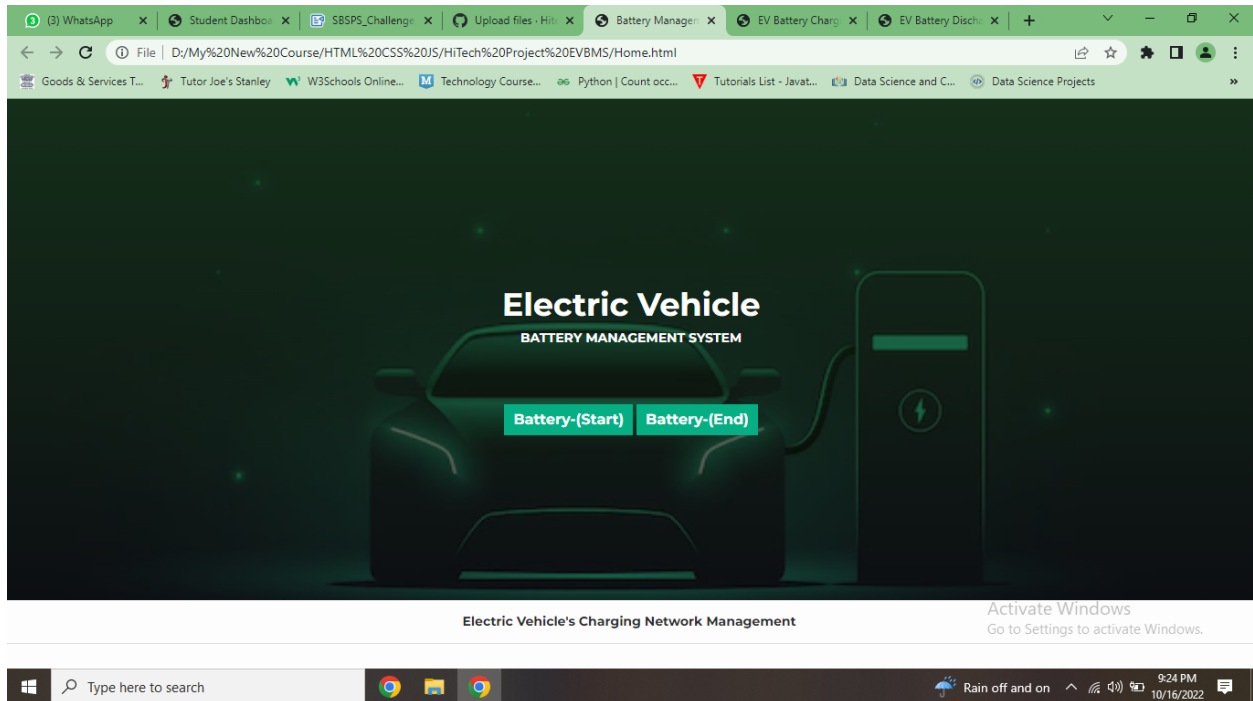 (3) WhatsApp
Student Dashboa
SBSPS_Challenge
Upload files · Hit
Battery Managem
EV Battery Charg
EV Battery Discha
File D:/My%20New%20Course/HTML%20CSS%20JS/HiTech%20Project%20EVBMS/Home.html
Goods & Services T... Tutor Joe's Stanley W3Schools Online... Technology Course... Python | Count occ... Tutorials List - Javat... Data Science and C... Data Science Projects »
Electric Vehicle
BATTERY MANAGEMENT SYSTEM
Battery-(Start) Battery-(End)
Electric Vehicle's Charging Network Management
Activate Windows
Go to Settings to activate Windows.
Type here to search
Rain off and on
9:24 PM
10/16/2022